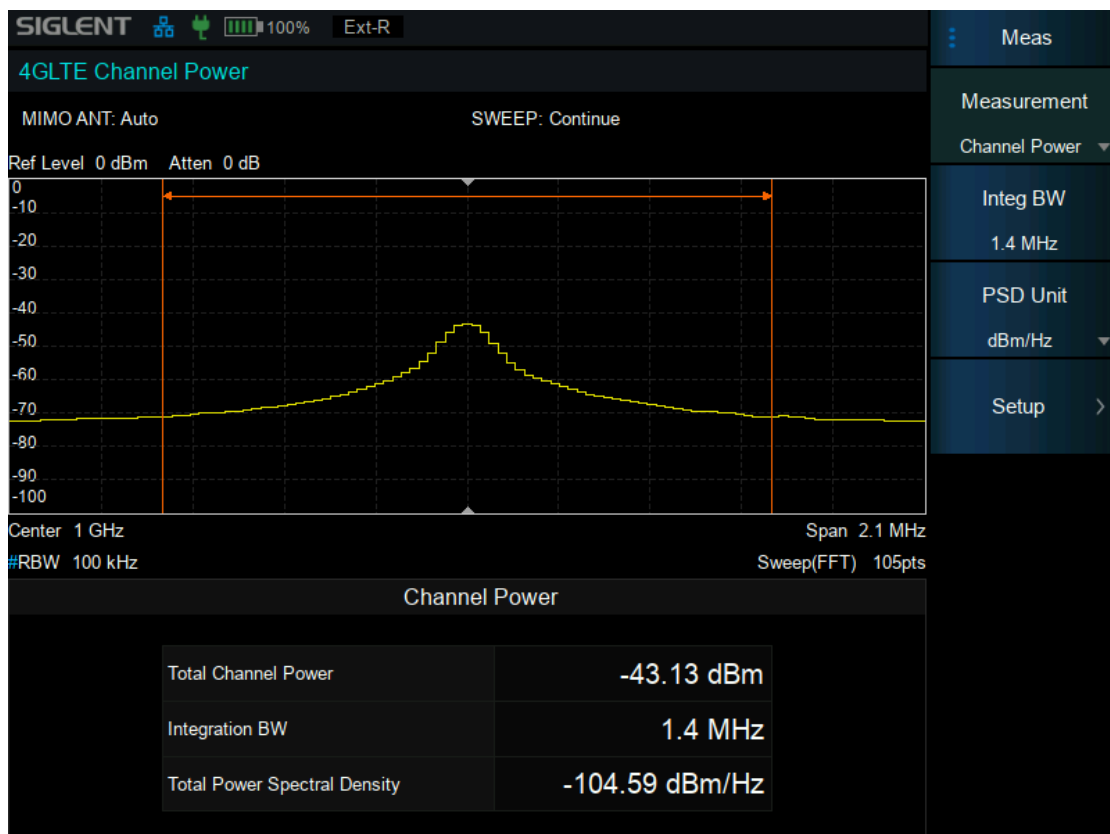 SIGLENT 100% Ext-R
Meas
4GLTE Channel Power
MIMO ANT: Auto SWEEP: Continue
Ref Level 0 dBm Atten 0 dB
0
-10
-20
-30
-40
-50
-60
-70
-80
-90
-100
Center 1 GHz Span 2.1 MHz
#RBW 100 kHz Sweep(FFT) 105pts
Channel Power
Total Channel Power -43.13 dBm
Integration BW 1.4 MHz
Total Power Spectral Density -104.59 dBm/Hz
Measurement
Channel Power
Integ BW
1.4 MHz
PSD Unit
dBm/Hz
Setup